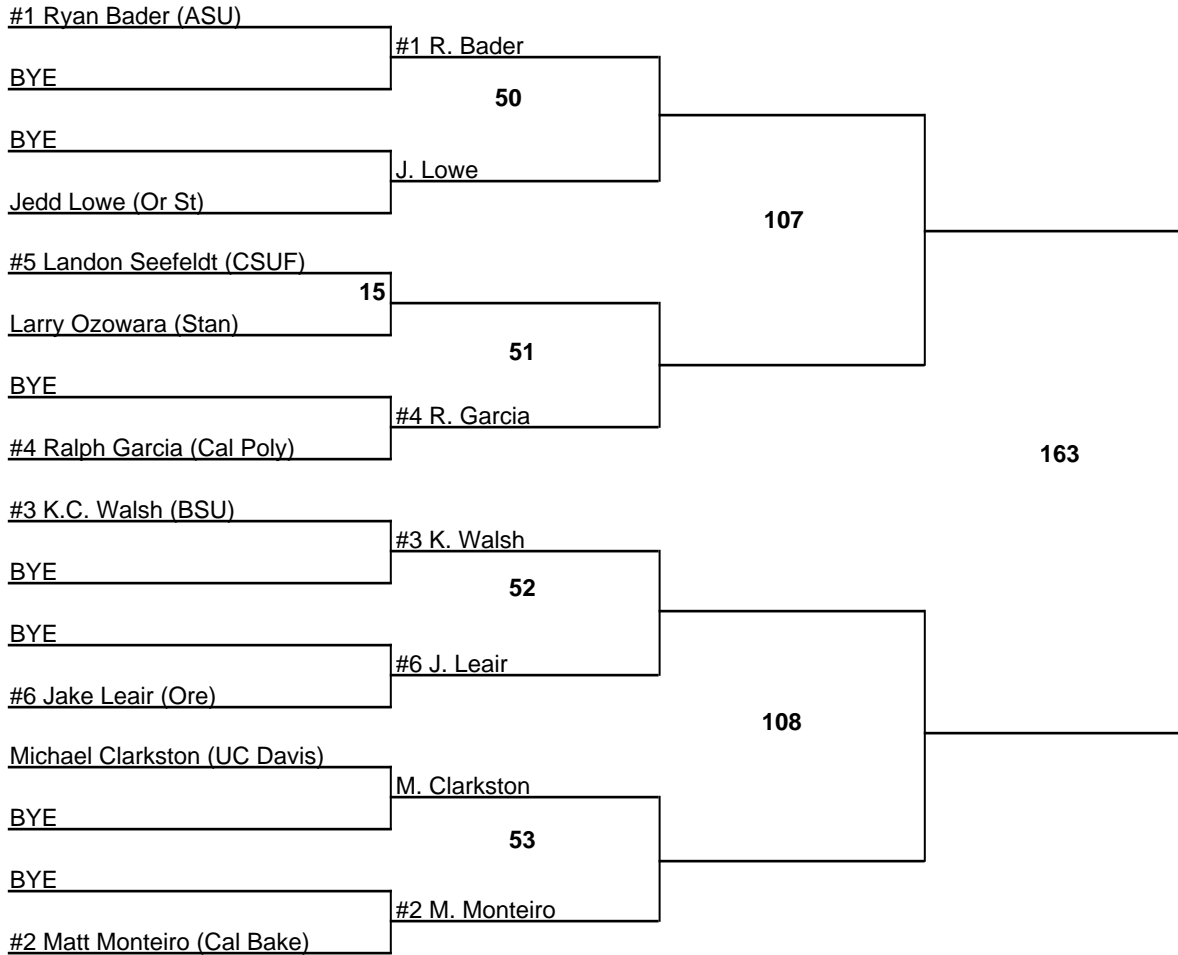 #1 Ryan Bader (ASU)
#1 R. Bader
BYE
50
BYE
J. Lowe
Jedd Lowe (Or St)
107
#5 Landon Seefeldt (CSUF)
15
Larry Ozowara (Stan)
51
BYE
#4 R. Garcia
#4 Ralph Garcia (Cal Poly)
163
#3 K.C. Walsh (BSU)
#3 K. Walsh
BYE
52
BYE
#6 J. Leair
#6 Jake Leair (Ore)
108
Michael Clarkston (UC Davis)
M. Clarkston
BYE
53
BYE
#2 M. Monteiro
#2 Matt Monteiro (Cal Bake)